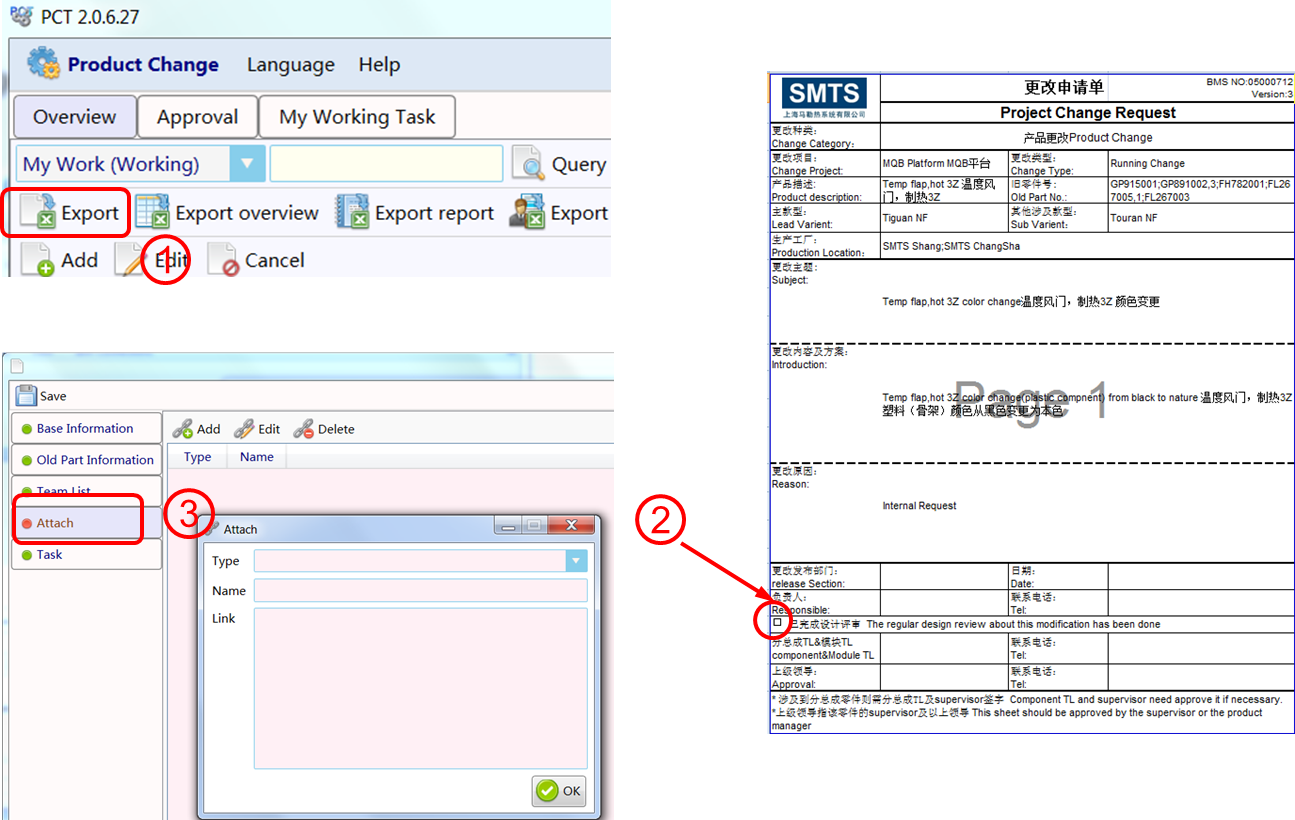 PCT 2.0.6.27
Product Change Language Help
Overview Approval My Working Task
My Work (Working) Query
Export Export overview Export report Export
Add Edit Cancel
1
Save
Base Information
Old Part Information
Team List
Attach
Task
Add Edit Delete
Type Name
3
Attach
Type
Name
Link
OK
2
SMTS
上海马勒热系统有限公司
更改申请单
BMS NO:05000712
Version:3
Project Change Request
更改种类:
Change Category:
产品更改Product Change
更改项目:
Change Project:
MQB Platform MQB平台
更改类型:
Change Type:
Running Change
产品描述:
Product description:
Temp flap,hot 3Z 温度风
门，制热3Z
旧零件号:
Old Part No.:
GP915001;GP891002,3;FH782001;FL26
7005,1;FL267003
主款型:
Lead Varient:
Tiguan NF
其他涉及款型:
Sub Varient:
Touran NF
生产工厂:
Production Location:
SMTS Shang;SMTS ChangSha
更改主题:
Subject:
Temp flap,hot 3Z color change温度风门，制热3Z 颜色变更
更改内容及方案:
Introduction:
Page 1
Temp flap,hot 3Z color change(plastic compnent) from black to nature 温度风门，制热3Z
塑料（骨架）颜色从黑色变更为本色
更改原因:
Reason:
Internal Request
更改发布部门:
release Section:
日期:
Date:
负责人:
Responsible:
联系电话:
Tel:
已完成设计评审 The regular design review about this modification has been done
分总成TL&模块TL
component&Module TL
联系电话:
Tel:
上级领导:
Approval:
联系电话:
Tel:
* 涉及到分总成零件则需分总成TL及supervisor签字 Component TL and supervisor need approve it if necessary.
*上级领导指该零件的supervisor及以上领导 This sheet should be approved by the supervisor or the product
manager